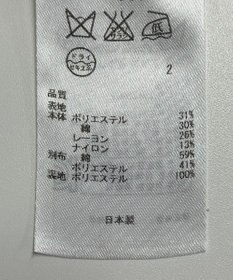 低
ドライ
セキユ系
2
品質
表地
本体 ポリエステル 31%
綿 30%
レーヨン 26%
ナイロン 13%
別布 綿 59%
ポリエステル 41%
裏地 ポリエステル 100%
日本製